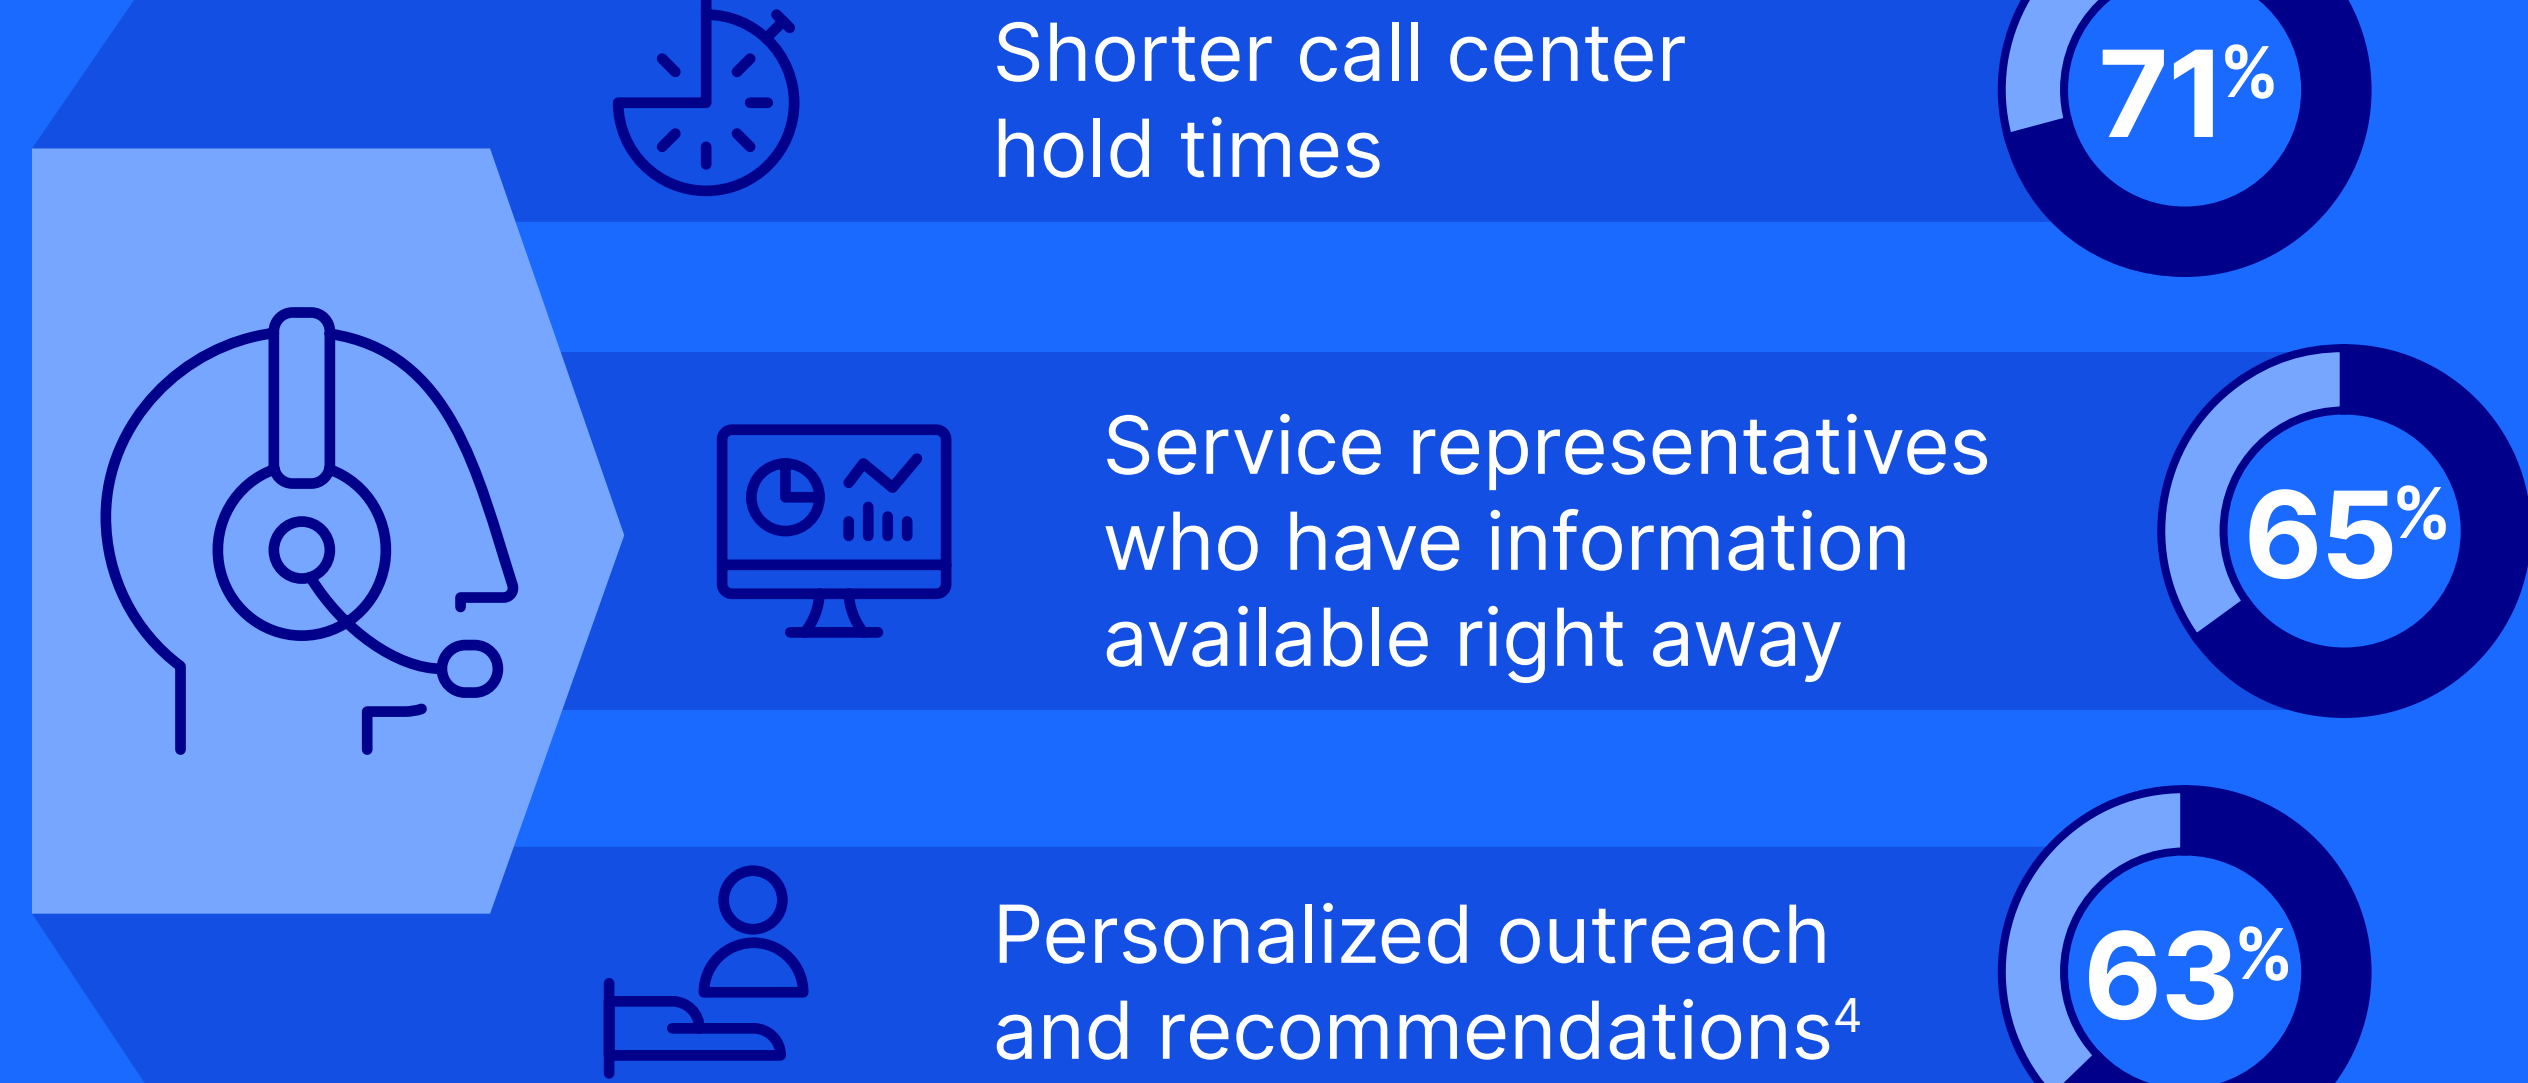 Shorter call center
hold times
71%
Service representatives
who have information
available right away
65%
Personalized outreach
and recommendations⁴
63%